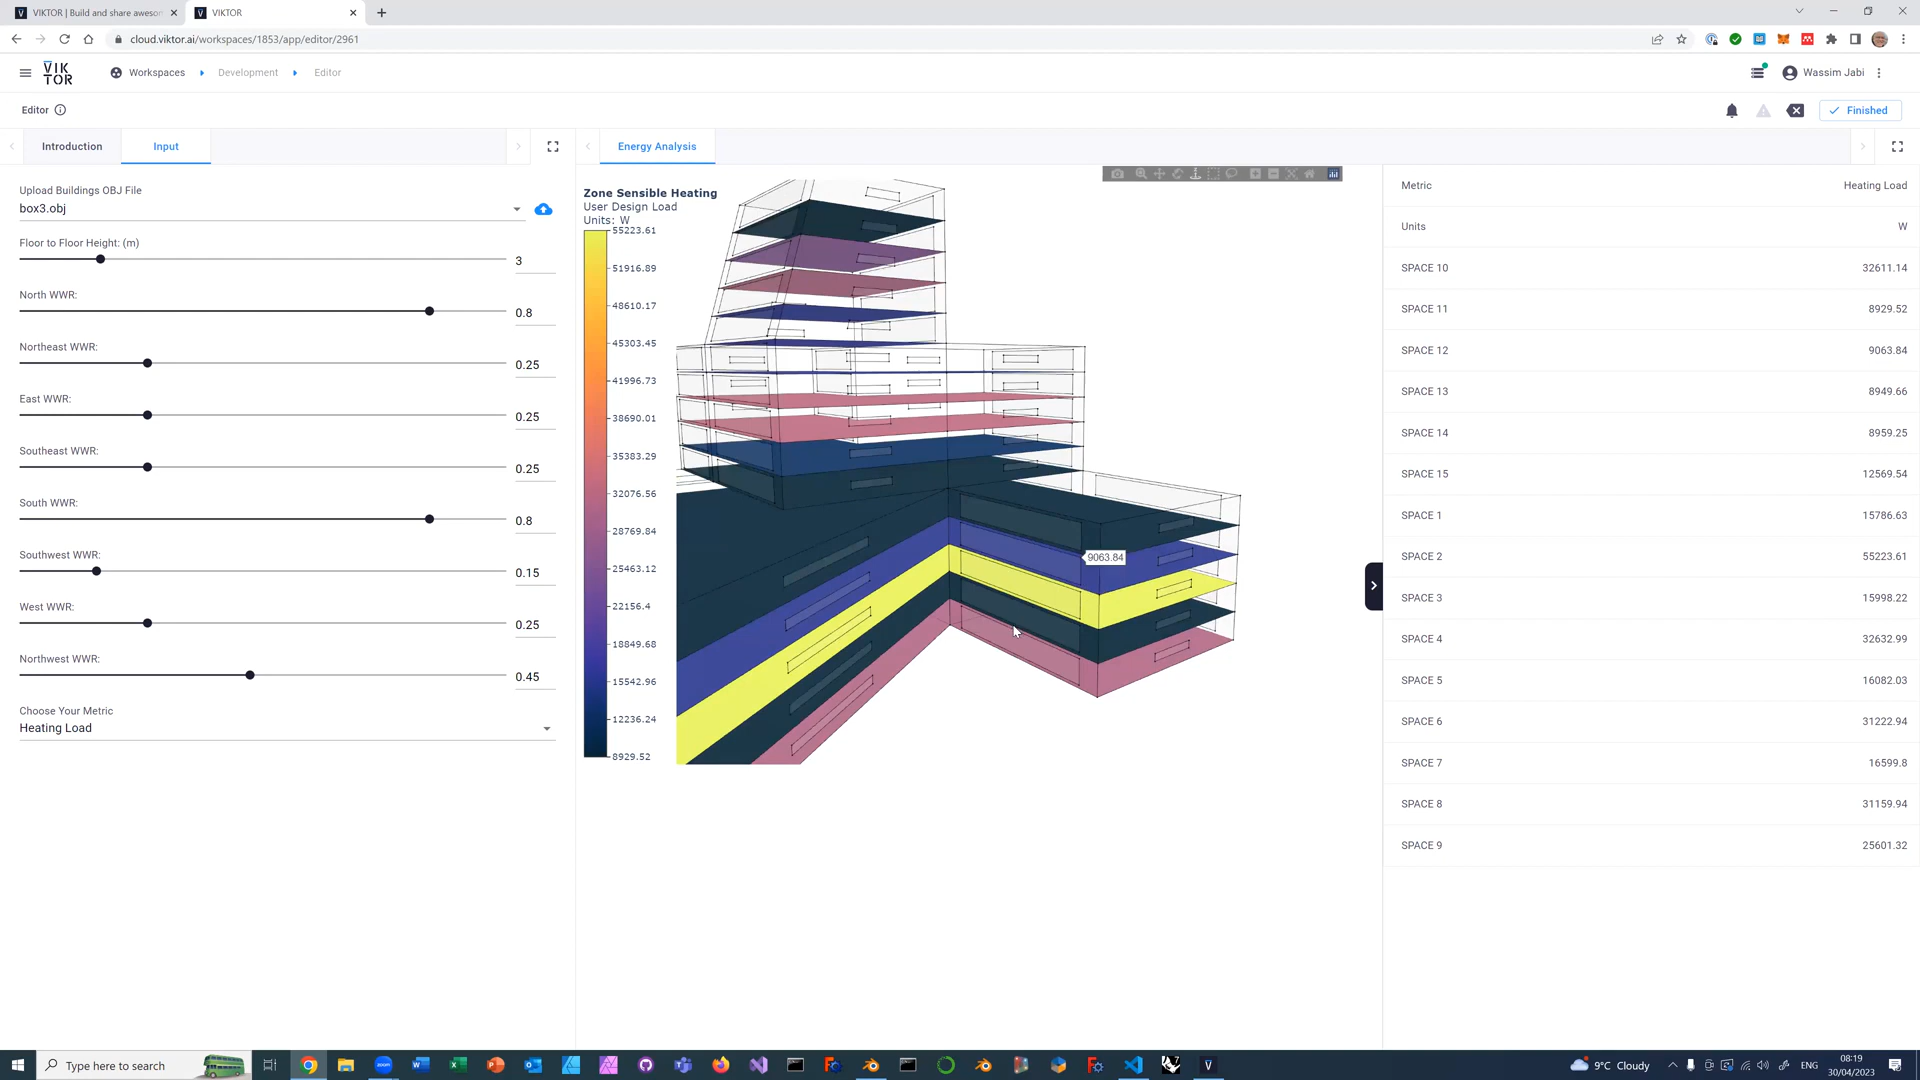 VIKTOR | Build and share aweson
VIKTOR
cloud.viktor.ai/workspaces/1853/app/editor/2961
VIK
TOR
Workspaces
Development
Editor
Wassim Jabi
Editor
Finished
Introduction
Input
Energy Analysis
Upload Buildings OBJ File
box3.obj
Floor to Floor Height: (m)
3
North WWR:
0.8
Northeast WWR:
0.25
East WWR:
0.25
Southeast WWR:
0.25
South WWR:
0.8
Southwest WWR:
0.15
West WWR:
0.25
Northwest WWR:
0.45
Choose Your Metric
Heating Load
Zone Sensible Heating
User Design Load
Units: W
55223.61
51916.89
48610.17
45303.45
41996.73
38690.01
35383.29
32076.56
28769.84
25463.12
22156.4
18849.68
15542.96
12236.24
8929.52
9063.84
Metric Heating Load
Units W
SPACE 10 32611.14
SPACE 11 8929.52
SPACE 12 9063.84
SPACE 13 8949.66
SPACE 14 8959.25
SPACE 15 12569.54
SPACE 1 15786.63
SPACE 2 55223.61
SPACE 3 15998.22
SPACE 4 32632.99
SPACE 5 16082.03
SPACE 6 31222.94
SPACE 7 16599.8
SPACE 8 31159.94
SPACE 9 25601.32
Type here to search
zoom
9°C Cloudy
ENG
08:19
30/04/2023